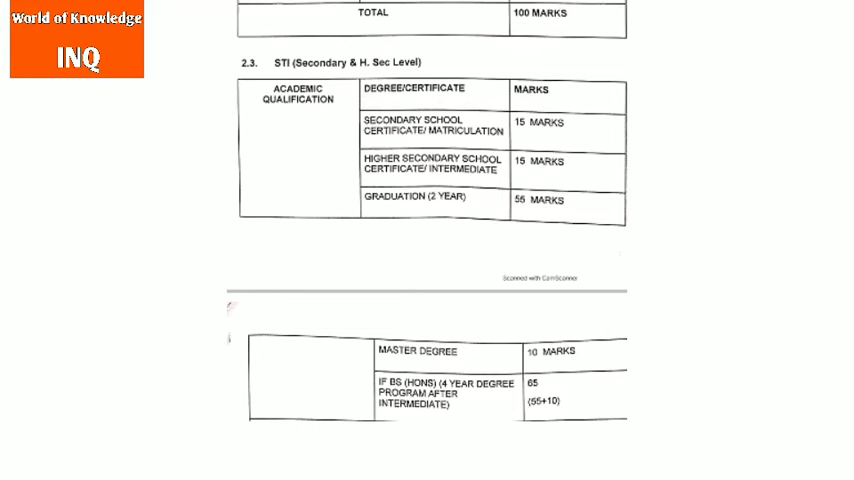 World of Knowledge
INQ
TOTAL 100 MARKS
2.3. STI (Secondary & H. Sec Level)
ACADEMIC QUALIFICATION DEGREE/CERTIFICATE MARKS
SECONDARY SCHOOL
CERTIFICATE/ MATRICULATION 15 MARKS
HIGHER SECONDARY SCHOOL
CERTIFICATE/ INTERMEDIATE 15 MARKS
GRADUATION (2 YEAR) 55 MARKS
Scanned with CamScanner
MASTER DEGREE 10 MARKS
IF BS (HONS) (4 YEAR DEGREE 65
PROGRAM AFTER
INTERMEDIATE) (55+10)